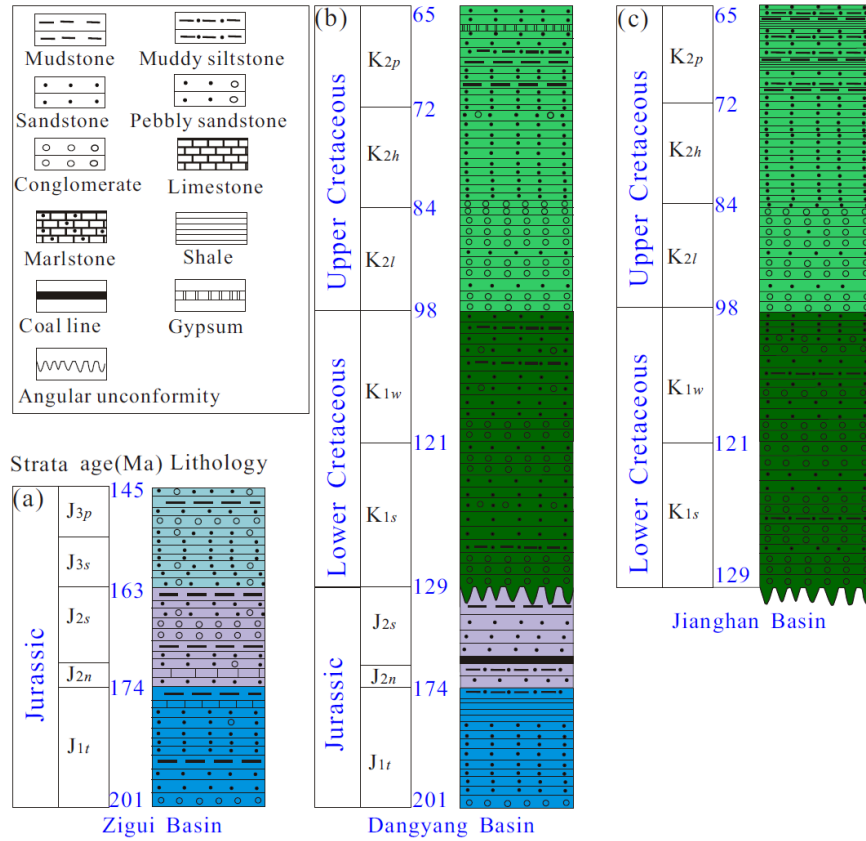 Mudstone
Muddy siltstone
Sandstone
Pebbly sandstone
Conglomerate
Limestone
Marlstone
Shale
Coal line
Gypsum
Angular unconformity
Strata age(Ma) Lithology
(a)
Jurassic
J3p
J3s
J2s
J2n
J1t
145
163
174
201
Zigui Basin
(b)
Upper Cretaceous
Lower Cretaceous
Jurassic
K2p
K2h
K2l
K1w
K1s
J2s
J2n
J1t
65
72
84
98
121
129
174
201
Dangyang Basin
(c)
Upper Cretaceous
Lower Cretaceous
K2p
K2h
K2l
K1w
K1s
65
72
84
98
121
129
Jianghan Basin